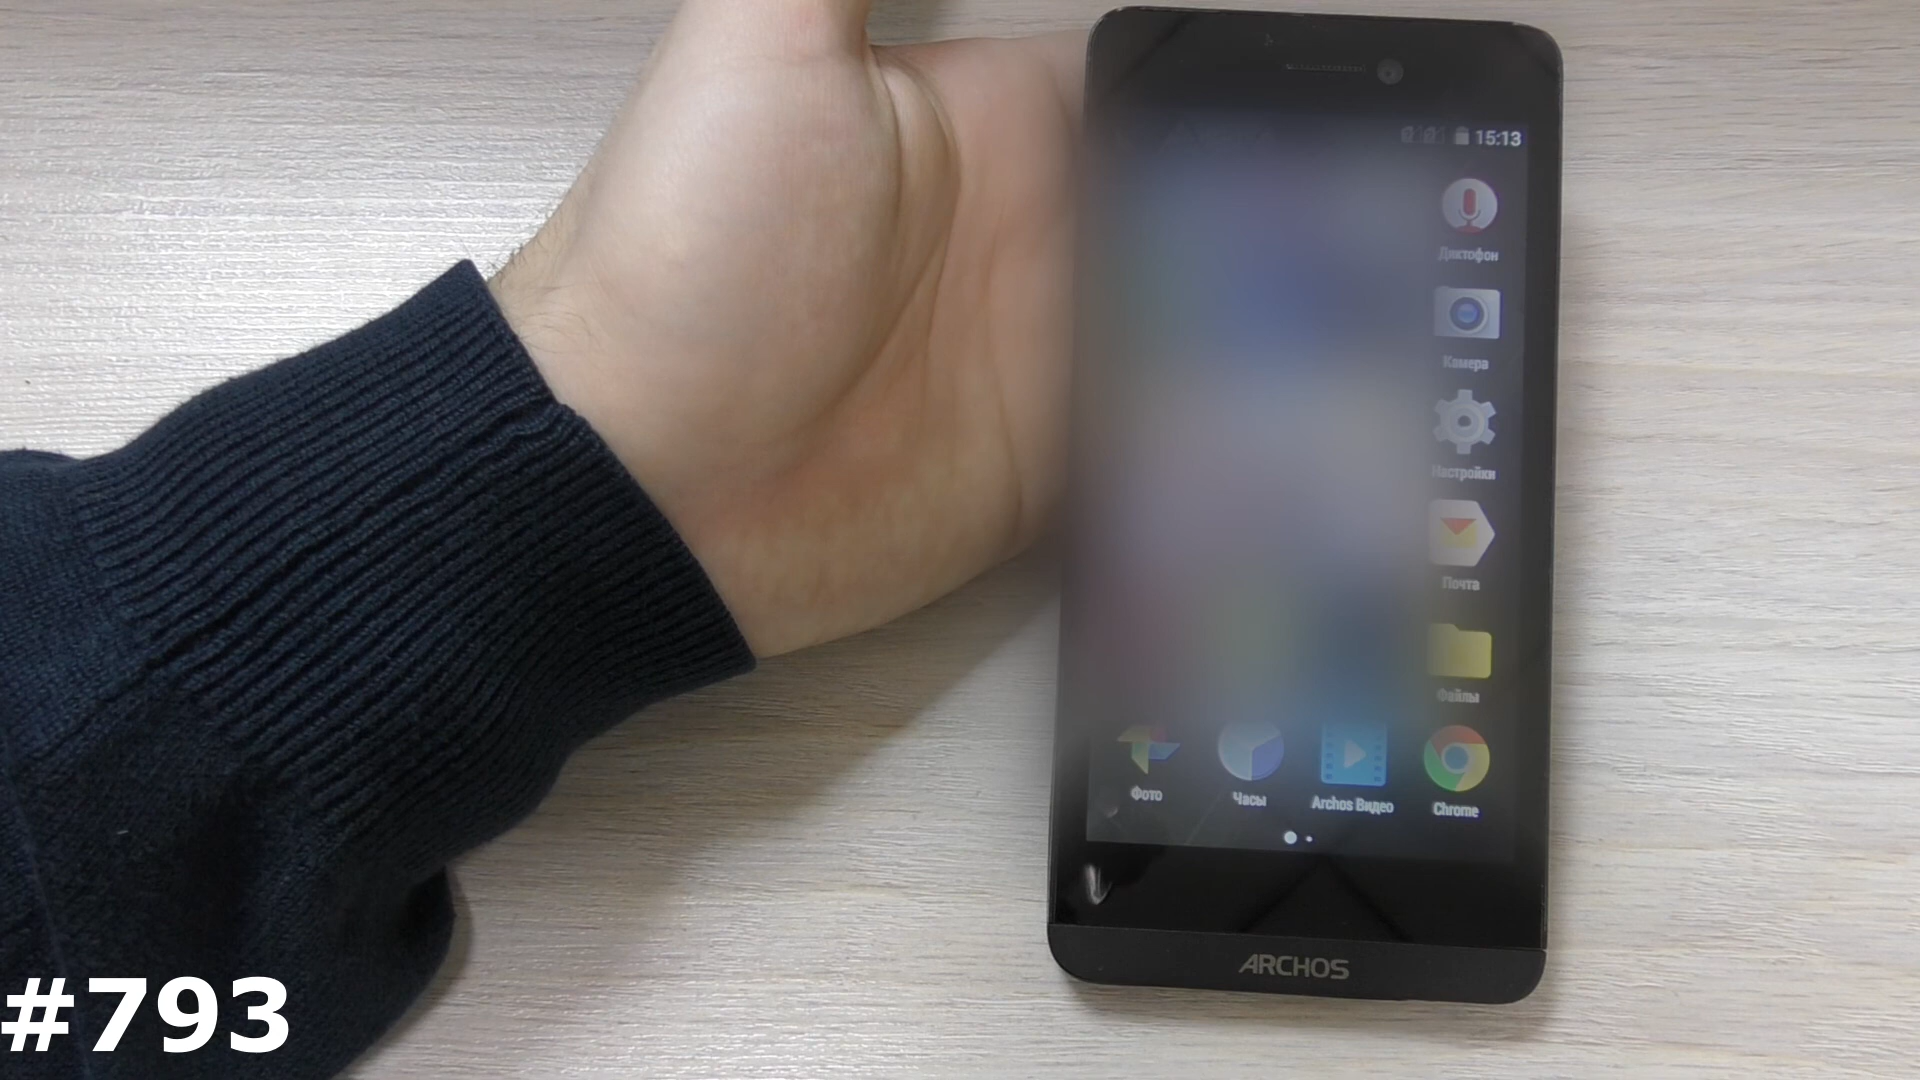 15:13
Диктофон
Камера
Настройки
Почта
Файлы
Фото
Часы
Archos Видео
Chrome
ARCHOS
#793